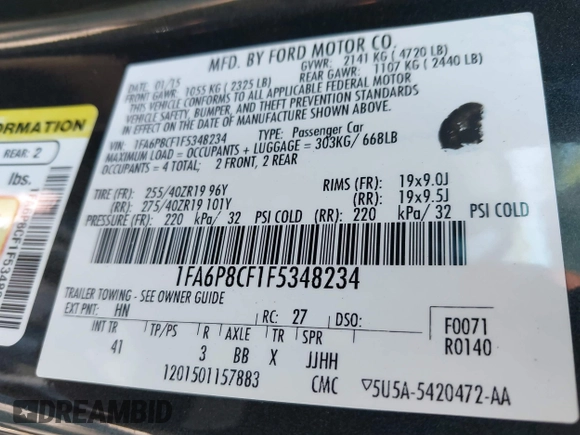 MFD. BY FORD MOTOR CO.
DATE: 01/15 GVWR: 2141 KG ( 4720 LB)
FRONT GAWR: 1055 KG ( 2325 LB) REAR GAWR: 1107 KG ( 2440 LB)
THIS VEHICLE CONFORMS TO ALL APPLICABLE FEDERAL MOTOR
VEHICLE SAFETY, BUMPER, AND THEFT PREVENTION STANDARDS
IN EFFECT ON THE DATE OF MANUFACTURE SHOWN ABOVE.
VIN: 1FA6P8CF1F5348234 TYPE: Passenger Car
MAXIMUM LOAD = OCCUPANTS + LUGGAGE = 303KG/ 668LB
OCCUPANTS = 4 TOTAL; 2 FRONT, 2 REAR
TIRE (FR): 255/40ZR19 96Y RIMS (FR): 19x9.0J
(RR): 275/40ZR19 101Y (RR): 19x9.5J
PRESSURE (FR): 220 kPa/ 32 PSI COLD (RR): 220 kPa/ 32 PSI COLD
1FA6P8CF1F5348234
TRAILER TOWING - SEE OWNER GUIDE
EXT PNT: HN RC: 27 DSO:
INT TR TP/PS R AXLE TR SPR
41 3 BB X JJHH
F0071
R0140
1201501157883 CMC ▽5U5A-5420472-AA
ORMATION
REAR: 2
lbs.
DREAMBID